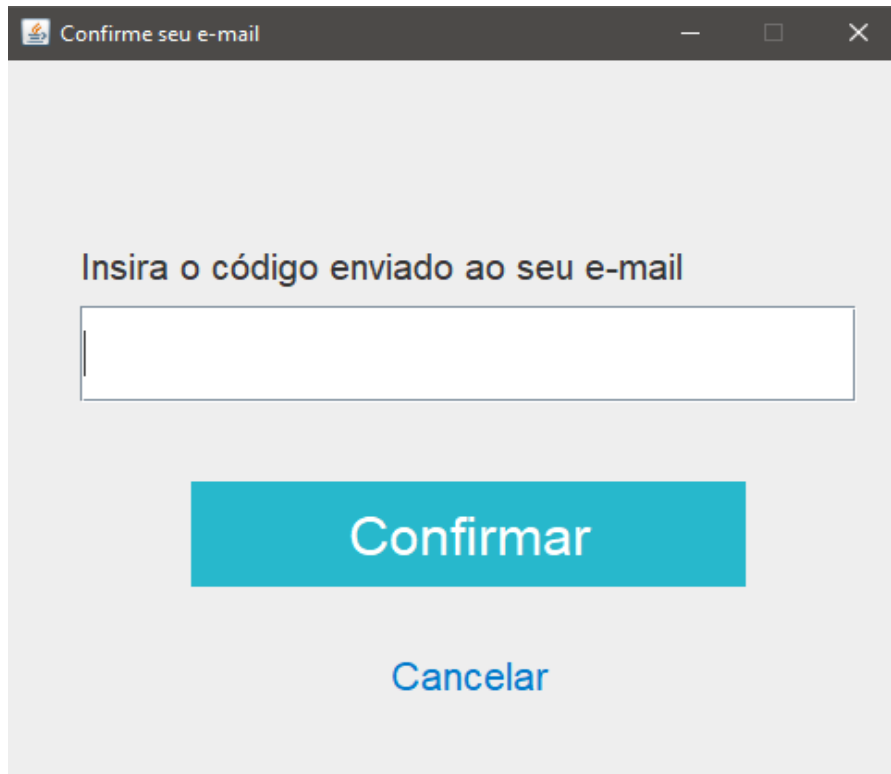 Confirme seu e-mail
Insira o código enviado ao seu e-mail
Confirmar
Cancelar